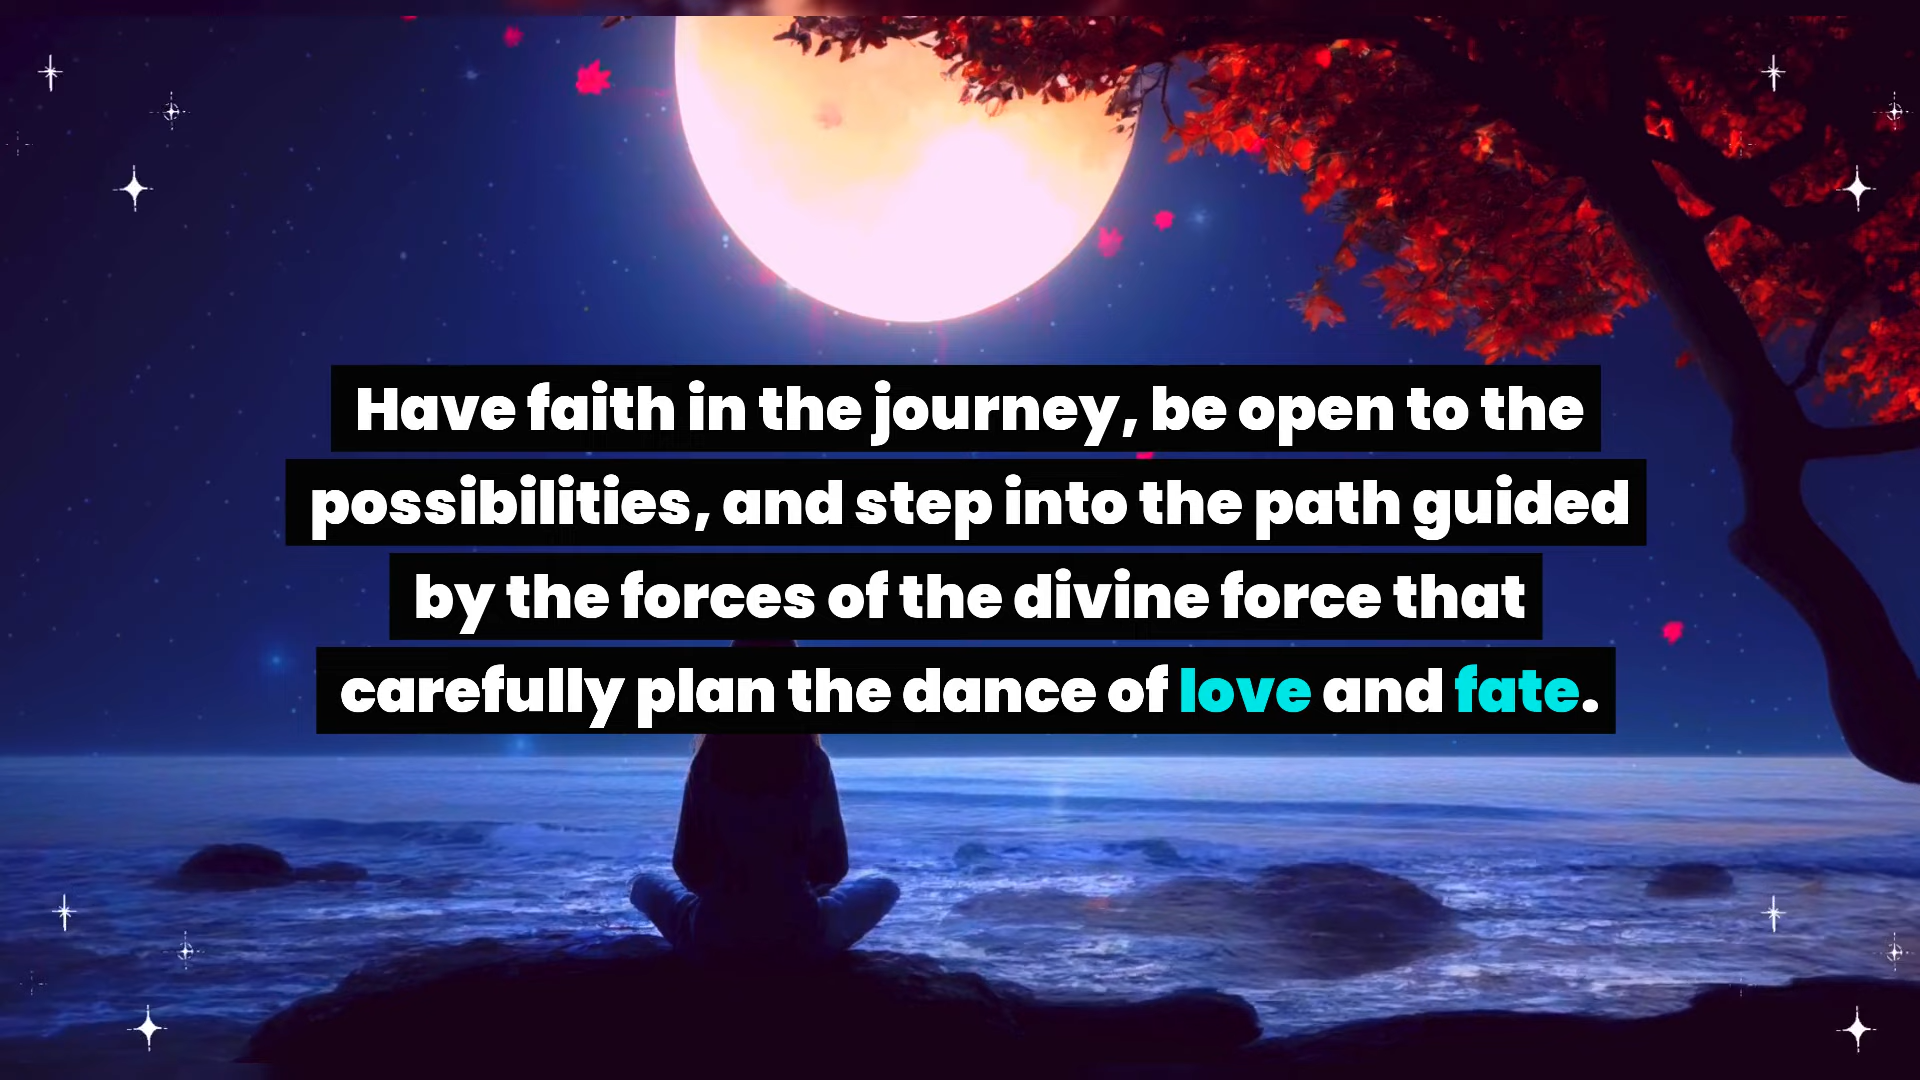 Have faith in the journey, be open to the
possibilities, and step into the path guided
by the forces of the divine force that
carefully plan the dance of love and fate.